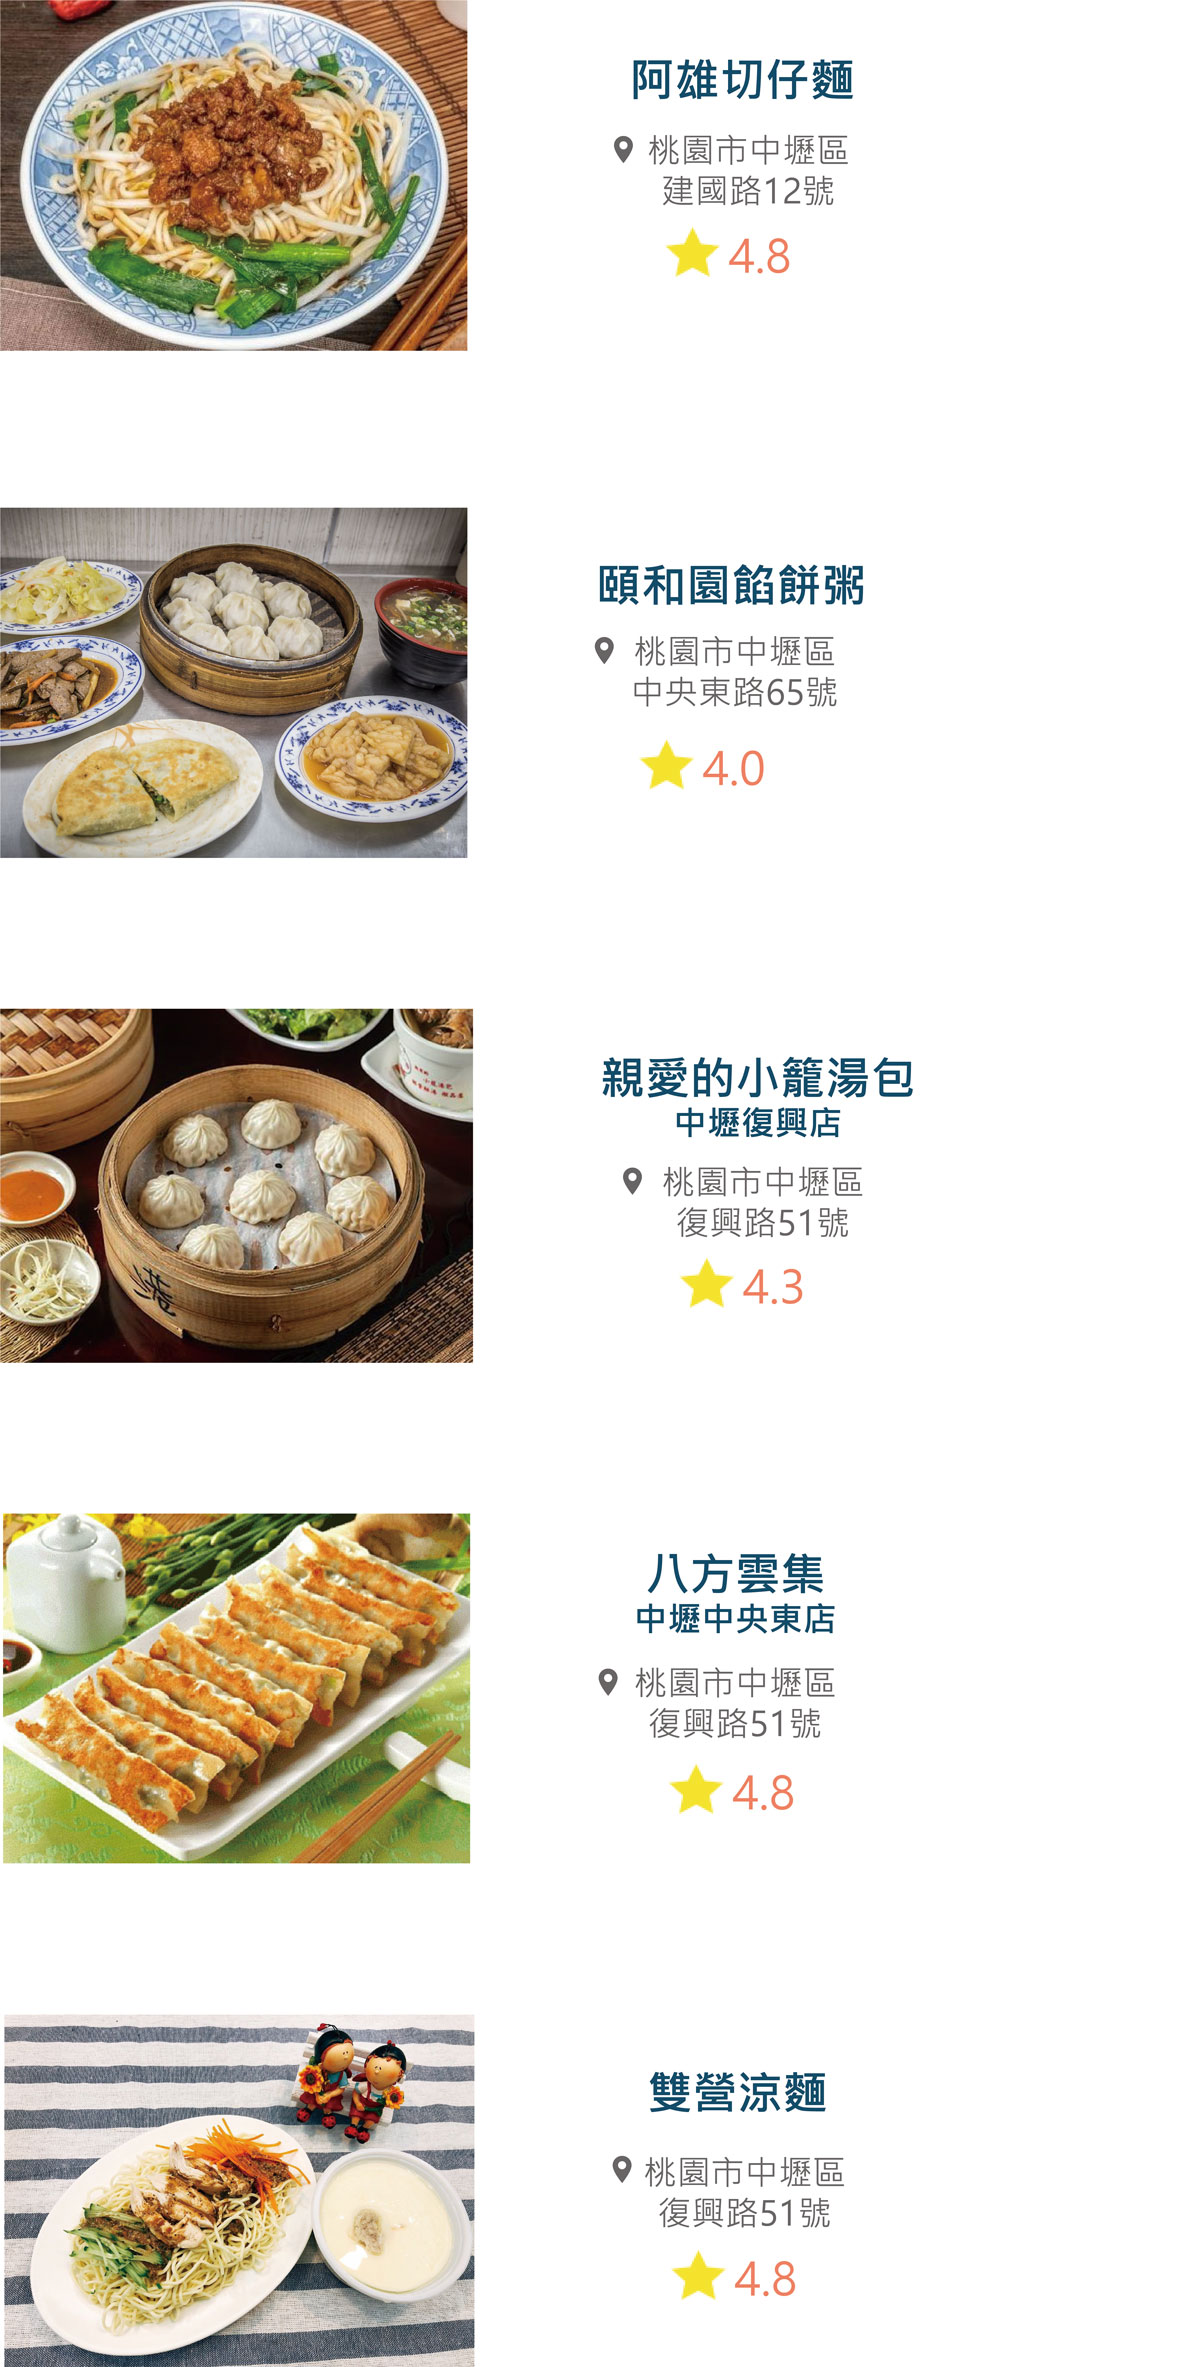 阿雄切仔麵
桃園市中壢區
建國路12號
4.8
頤和園餡餅粥
桃園市中壢區
中央東路65號
4.0
親愛的小籠湯包
中壢復興店
桃園市中壢區
復興路51號
4.3
八方雲集
中壢中央東店
桃園市中壢區
復興路51號
4.8
雙營涼麵
桃園市中壢區
復興路51號
4.8